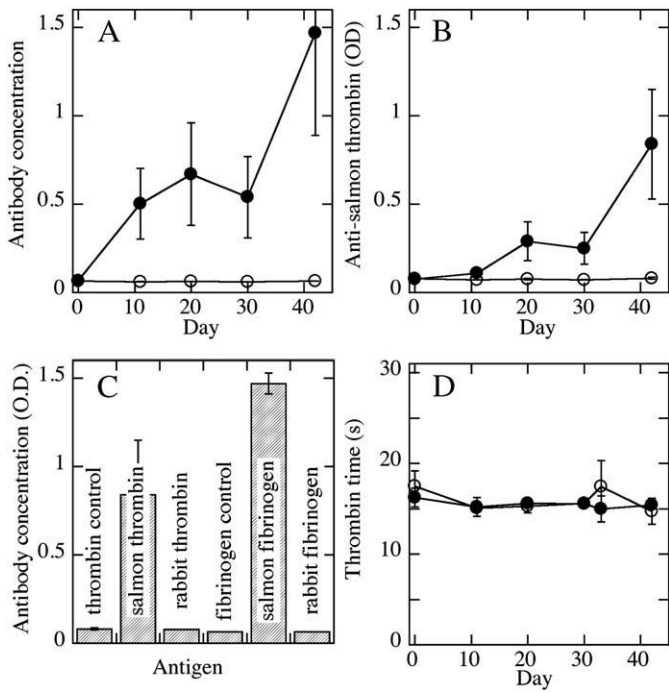 A
Antibody concentration
1.5
1
0.5
0
0 10 20 30 40
Day
B
Anti-salmon thrombin (OD)
1.5
1
0.5
0
0 10 20 30 40
Day
C
Antibody concentration (O.D.)
1.5
1
0.5
0
thrombin control
salmon thrombin
rabbit thrombin
fibrinogen control
salmon fibrinogen
rabbit fibrinogen
Antigen
D
Thrombin time (s)
30
20
10
0
0 10 20 30 40
Day